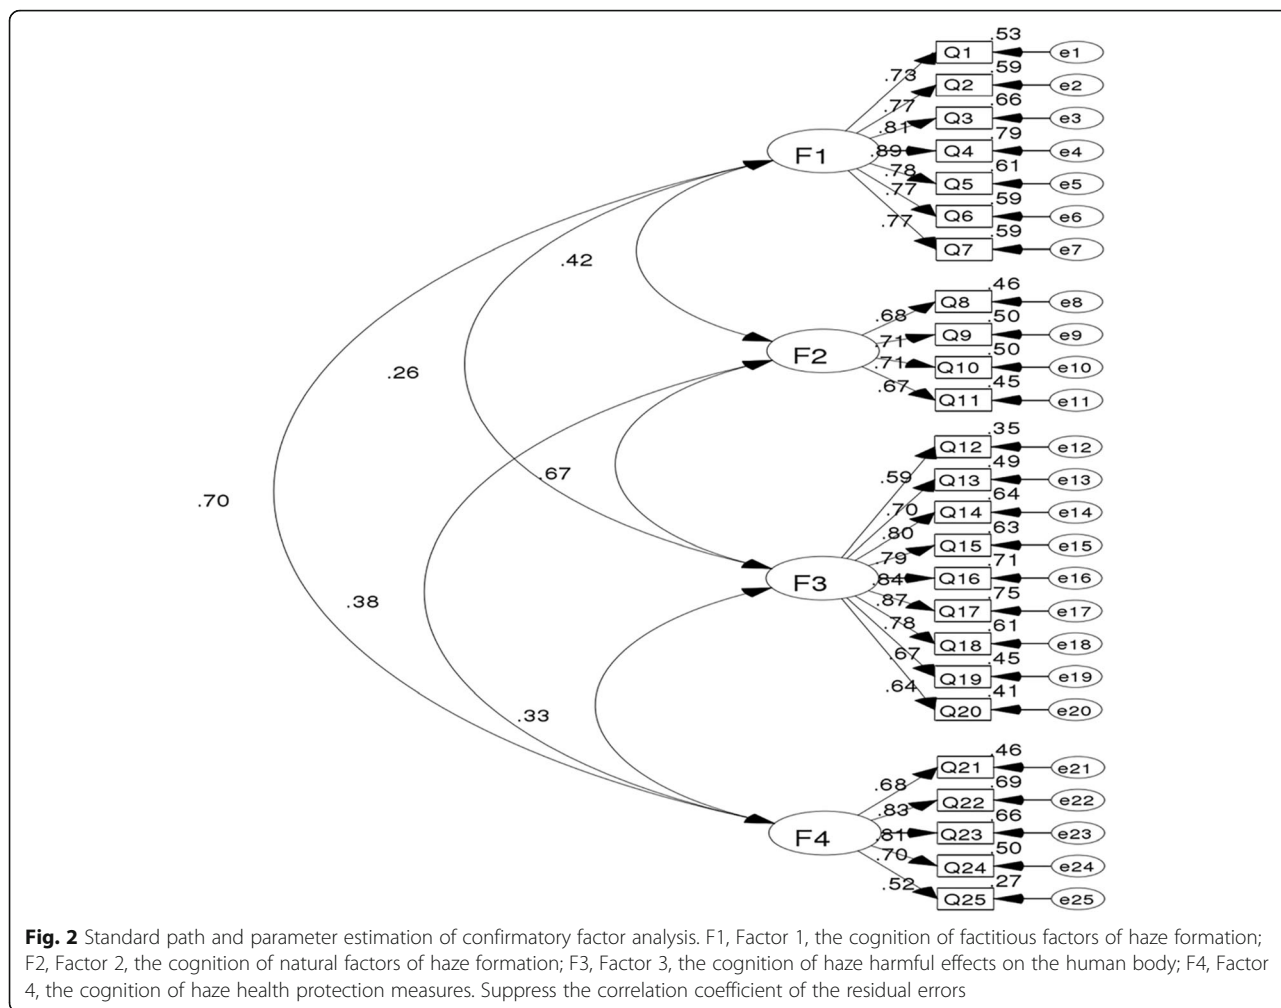 .53
Q1 e1
.73 .59
Q2 e2
.77 .66
Q3 e3
.81 .79
F1 .89 Q4 e4
.78 .61
Q5 e5
.77 .59
Q6 e6
.77 .59
Q7 e7
.42
.46
Q8 e8
.68 .50
Q9 e9
F2 .71 .50
.71 Q10 e10
.26 .67 .45
Q11 e11
.35
Q12 e12
.59 .49
.67 Q13 e13
.70 .64
.70 Q14 e14
.80 .63
Q15 e15
.79 .71
F3 .84 Q16 e16
.87 .75
.38 Q17 e17
.78 .61
Q18 e18
.67 .45
Q19 e19
.64 .41
.33 Q20 e20
.46
Q21 e21
.68 .69
.83 Q22 e22
.66
F4 .81 Q23 e23
.70 .50
Q24 e24
.52 .27
Q25 e25
Fig. 2 Standard path and parameter estimation of confirmatory factor analysis. F1, Factor 1, the cognition of factitious factors of haze formation;
F2, Factor 2, the cognition of natural factors of haze formation; F3, Factor 3, the cognition of haze harmful effects on the human body; F4, Factor
4, the cognition of haze health protection measures. Suppress the correlation coefficient of the residual errors